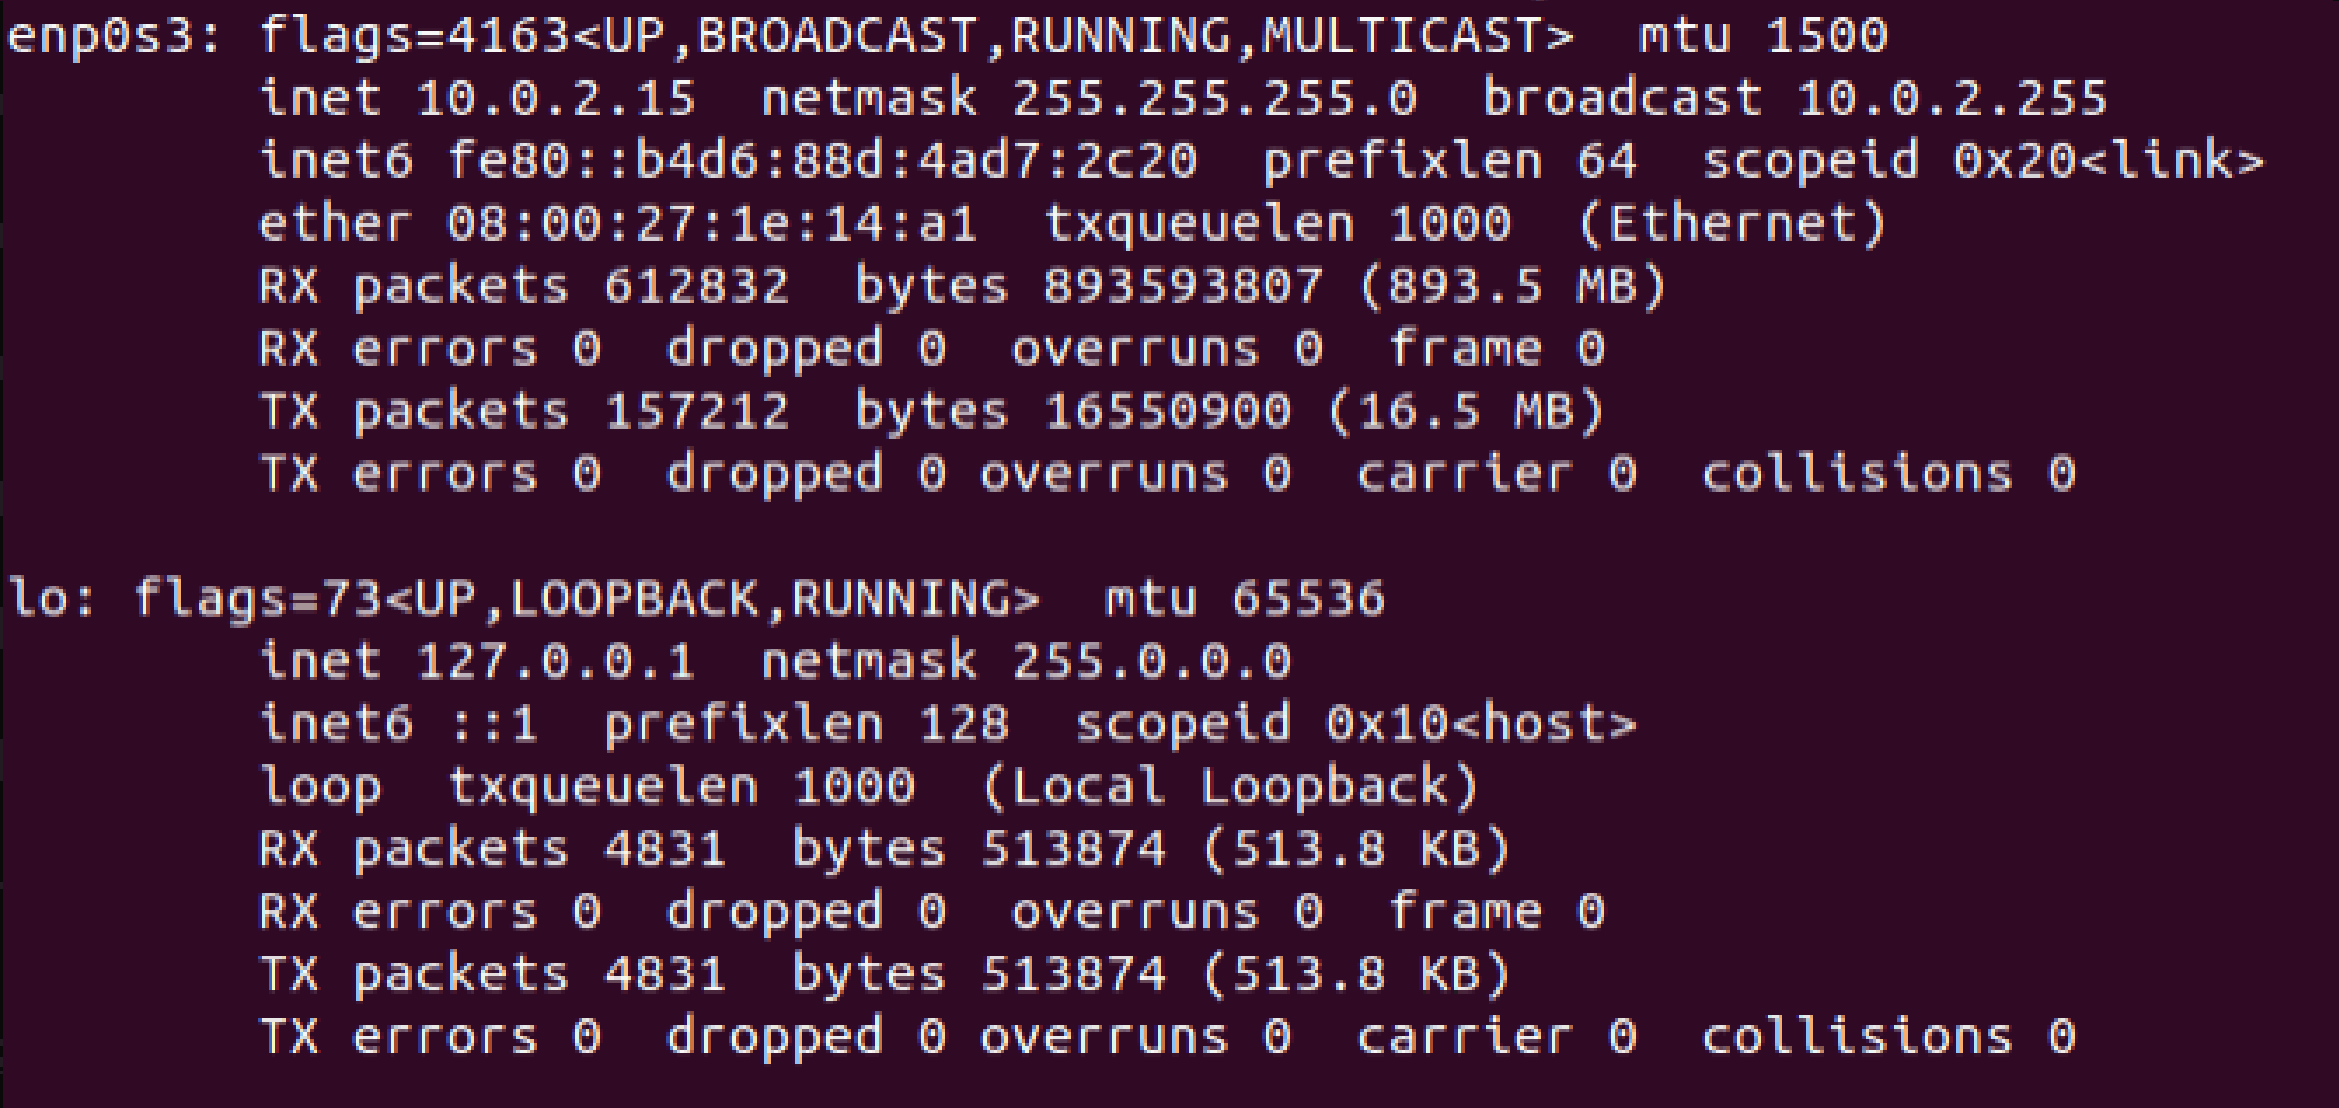 enp0s3: flags=4163<UP,BROADCAST,RUNNING,MULTICAST>  mtu 1500
        inet 10.0.2.15  netmask 255.255.255.0  broadcast 10.0.2.255
        inet6 fe80::b4d6:88d:4ad7:2c20  prefixlen 64  scopeid 0x20<link>
        ether 08:00:27:1e:14:a1  txqueuelen 1000  (Ethernet)
        RX packets 612832  bytes 893593807 (893.5 MB)
        RX errors 0  dropped 0  overruns 0  frame 0
        TX packets 157212  bytes 16550900 (16.5 MB)
        TX errors 0  dropped 0 overruns 0  carrier 0  collisions 0

lo: flags=73<UP,LOOPBACK,RUNNING>  mtu 65536
        inet 127.0.0.1  netmask 255.0.0.0
        inet6 ::1  prefixlen 128  scopeid 0x10<host>
        loop  txqueuelen 1000  (Local Loopback)
        RX packets 4831  bytes 513874 (513.8 KB)
        RX errors 0  dropped 0  overruns 0  frame 0
        TX packets 4831  bytes 513874 (513.8 KB)
        TX errors 0  dropped 0 overruns 0  carrier 0  collisions 0